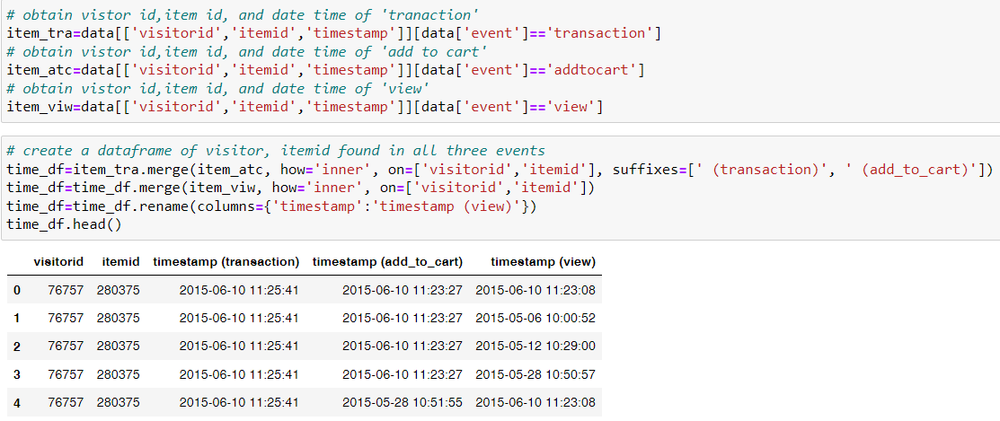 # obtain vistor id,item id, and date time of 'tranaction'
item_tra=data[['visitorid','itemid','timestamp']][data['event']=='transaction']
# obtain vistor id,item id, and date time of 'add to cart'
item_atc=data[['visitorid','itemid','timestamp']][data['event']=='addtocart']
# obtain vistor id,item id, and date time of 'view'
item_viw=data[['visitorid','itemid','timestamp']][data['event']=='view']
# create a dataframe of visitor, itemid found in all three events
time_df=item_tra.merge(item_atc, how='inner', on=['visitorid','itemid'], suffixes=[' (transaction)', ' (add_to_cart)'])
time_df=time_df.merge(item_viw, how='inner', on=['visitorid','itemid'])
time_df=time_df.rename(columns={'timestamp':'timestamp (view)'})
time_df.head()
visitorid itemid timestamp (transaction) timestamp (add_to_cart) timestamp (view)
0 76757 280375 2015-06-10 11:25:41 2015-06-10 11:23:27 2015-06-10 11:23:08
1 76757 280375 2015-06-10 11:25:41 2015-06-10 11:23:27 2015-05-06 10:00:52
2 76757 280375 2015-06-10 11:25:41 2015-06-10 11:23:27 2015-05-12 10:29:00
3 76757 280375 2015-06-10 11:25:41 2015-06-10 11:23:27 2015-05-28 10:50:57
4 76757 280375 2015-06-10 11:25:41 2015-05-28 10:51:55 2015-06-10 11:23:08